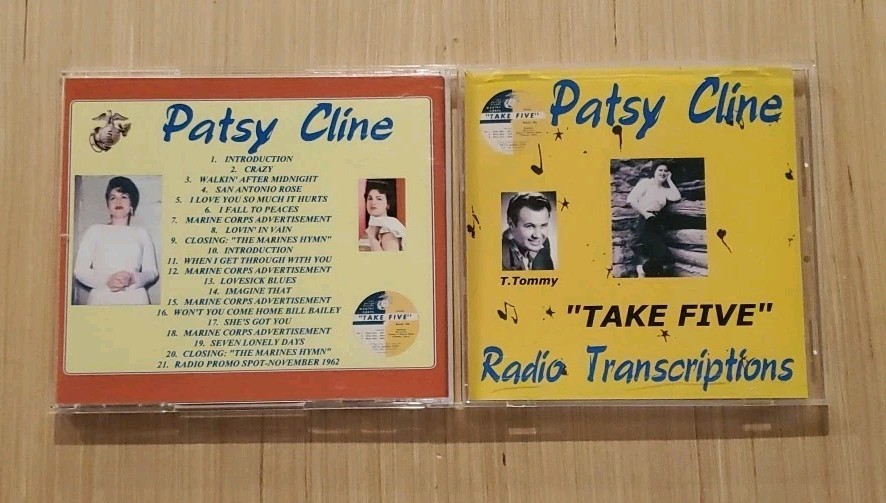 Patsy Cline
1. INTRODUCTION
2. CRAZY
3. WALKIN' AFTER MIDNIGHT
4. SAN ANTONIO ROSE
5. I LOVE YOU SO MUCH IT HURTS
6. I FALL TO PEACES
7. MARINE CORPS ADVERTISEMENT
8. LOVIN' IN VAIN
9. CLOSING: "THE MARINES HYMN"
10. INTRODUCTION
11. WHEN I GET THROUGH WITH YOU
12. MARINE CORPS ADVERTISEMENT
13. LOVESICK BLUES
14. IMAGINE THAT
15. MARINE CORPS ADVERTISEMENT
16. WON'T YOU COME HOME BILL BAILEY
17. SHE'S GOT YOU
18. MARINE CORPS ADVERTISEMENT
19. SEVEN LONELY DAYS
20. CLOSING: "THE MARINES HYMN"
21. RADIO PROMO SPOT-NOVEMBER 1962
"TAKE FIVE"
Patsy Cline
"TAKE FIVE"
T.Tommy
"TAKE FIVE"
Radio Transcriptions